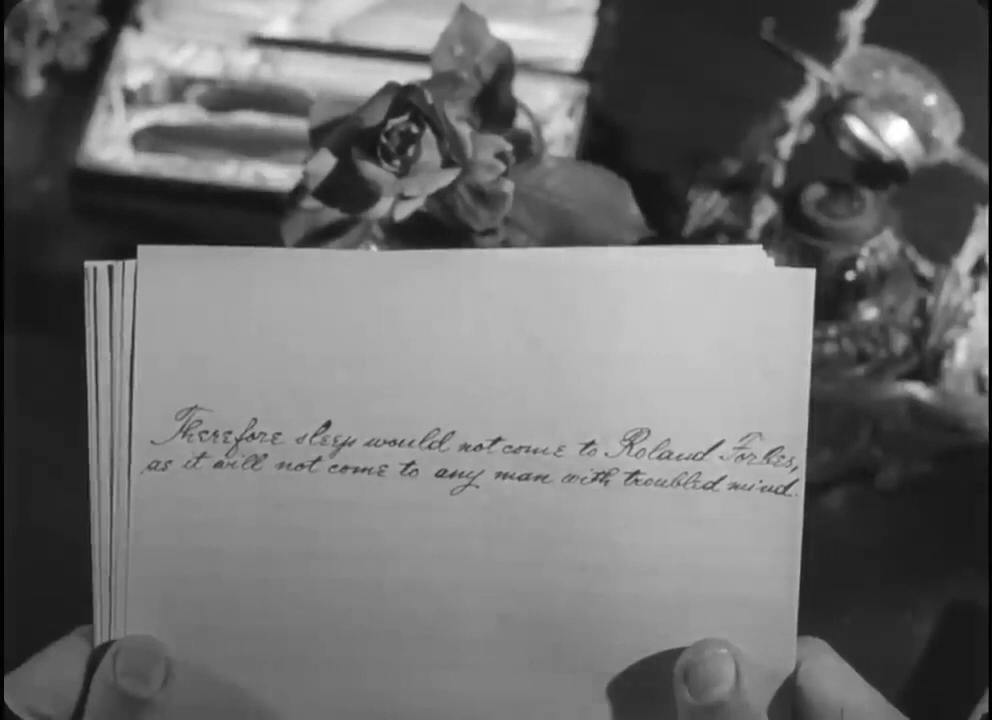 Therefore sleep would not come to Roland Forbes,
as it will not come to any man with troubled mind.